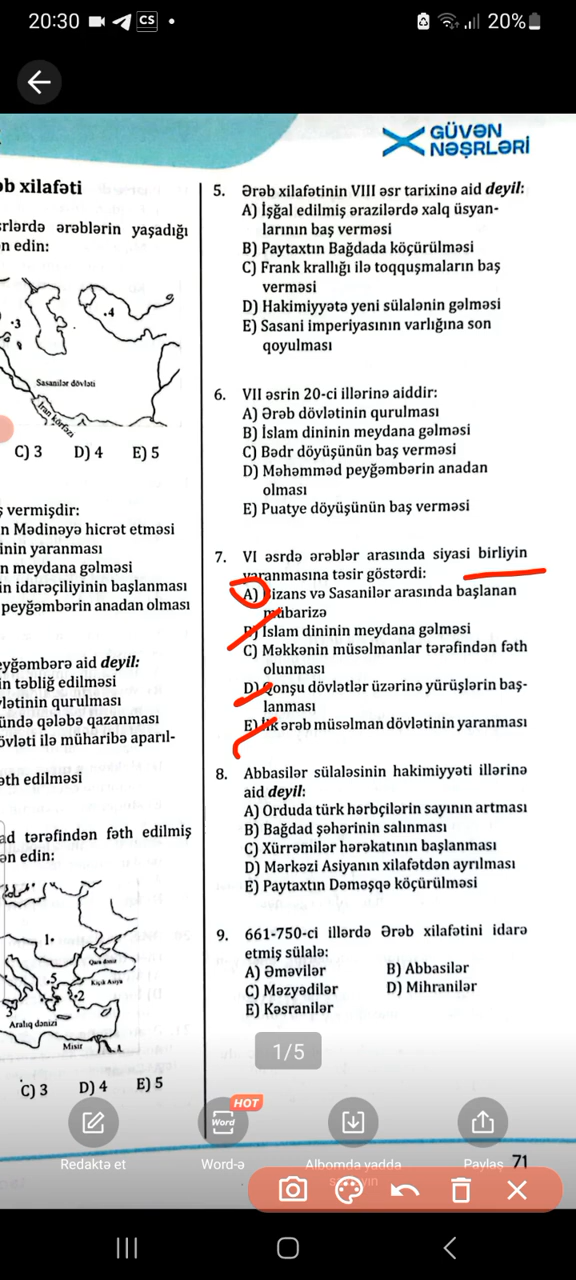 20:30
CS
20%
GÜVƏN
NƏŞRLƏRİ
əb xilafəti
srlərdə ərəblərin yaşadığı
n edin:
3
4
Sasanilər dövləti
İran körfəzi
C) 3 D) 4 E) 5
ş vermişdir:
n Mədinəyə hicrət etməsi
inin yaranması
n meydana gəlməsi
in idarəçiliyinin başlanması
peyğəmbərin anadan olması
eyğəmbərə aid deyil:
in təbliğ edilməsi
lətinin qurulması
ündə qələbə qazanması
övləti ilə müharibə aparıl-
əth edilməsi
ad tərəfindən fəth edilmiş
ən edin:
1
Qara dəniz
5
Kiçik Asiya
2
3
Aralıq dənizi
Misir
C) 3 D) 4 E) 5
5. Ərəb xilafətinin VIII əsr tarixinə aid deyil:
A) İşğal edilmiş ərazilərdə xalq üsyan-
larının baş verməsi
B) Paytaxtın Bağdada köçürülməsi
C) Frank krallığı ilə toqquşmaların baş
verməsi
D) Hakimiyyətə yeni sülalənin gəlməsi
E) Sasani imperiyasının varlığına son
qoyulması
6. VII əsrin 20-ci illərinə aiddir:
A) Ərəb dövlətinin qurulması
B) İslam dininin meydana gəlməsi
C) Bədr döyüşünün baş verməsi
D) Məhəmməd peyğəmbərin anadan
olması
E) Puatye döyüşünün baş verməsi
7. VI əsrdə ərəblər arasında siyasi birliyin
yaranmasına təsir göstərdi:
A) Bizans və Sasanilər arasında başlanan
mübarizə
B) İslam dininin meydana gəlməsi
C) Məkkənin müsəlmanlar tərəfindən fəth
olunması
D) Qonşu dövlətlər üzərinə yürüşlərin baş-
lanması
E) İlk ərəb müsəlman dövlətinin yaranması
8. Abbasilər sülaləsinin hakimiyyəti illərinə
aid deyil:
A) Orduda türk hərbçilərin sayının artması
B) Bağdad şəhərinin salınması
C) Xürrəmilər hərəkatının başlanması
D) Mərkəzi Asiyanın xilafətdən ayrılması
E) Paytaxtın Dəməşqə köçürülməsi
9. 661-750-ci illərdə Ərəb xilafətini idarə
etmiş sülalə:
A) Əməvilər B) Abbasilər
C) Məzyədilər D) Mihranilər
E) Kəsranilər
1/5
HOT
Word
Redaktə et Word-ə Albomda yadda Paylaş
71